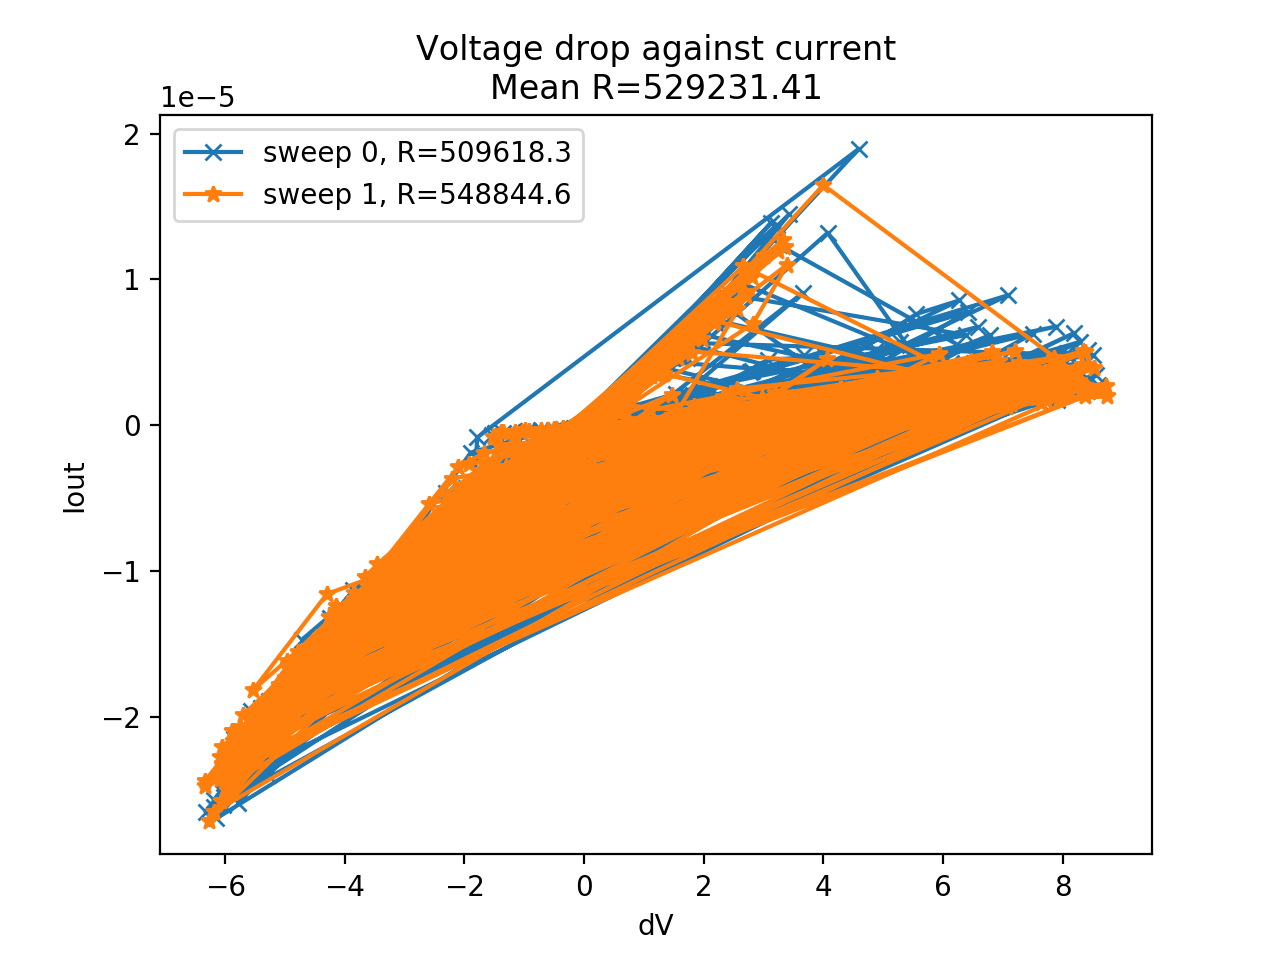 Voltage drop against current
Mean R=529231.41
1e−5
sweep 0, R=509618.3
sweep 1, R=548844.6
2
1
0
−1
−2
Iout
−6 −4 −2 0 2 4 6 8
dV